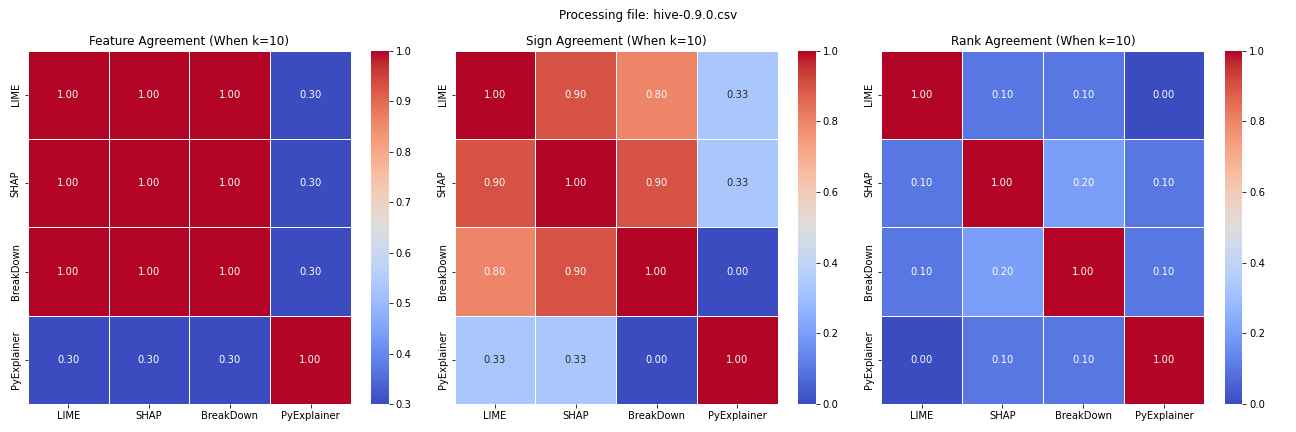 Processing file: hive-0.9.0.csv
Feature Agreement (When k=10)
LIME 1.00 1.00 1.00 0.30
SHAP 1.00 1.00 1.00 0.30
BreakDown 1.00 1.00 1.00 0.30
PyExplainer 0.30 0.30 0.30 1.00
LIME SHAP BreakDown PyExplainer
1.0
0.9
0.8
0.7
0.6
0.5
0.4
0.3
Sign Agreement (When k=10)
LIME 1.00 0.90 0.80 0.33
SHAP 0.90 1.00 0.90 0.33
BreakDown 0.80 0.90 1.00 0.00
PyExplainer 0.33 0.33 0.00 1.00
LIME SHAP BreakDown PyExplainer
1.0
0.8
0.6
0.4
0.2
0.0
Rank Agreement (When k=10)
LIME 1.00 0.10 0.10 0.00
SHAP 0.10 1.00 0.20 0.10
BreakDown 0.10 0.20 1.00 0.10
PyExplainer 0.00 0.10 0.10 1.00
LIME SHAP BreakDown PyExplainer
1.0
0.8
0.6
0.4
0.2
0.0